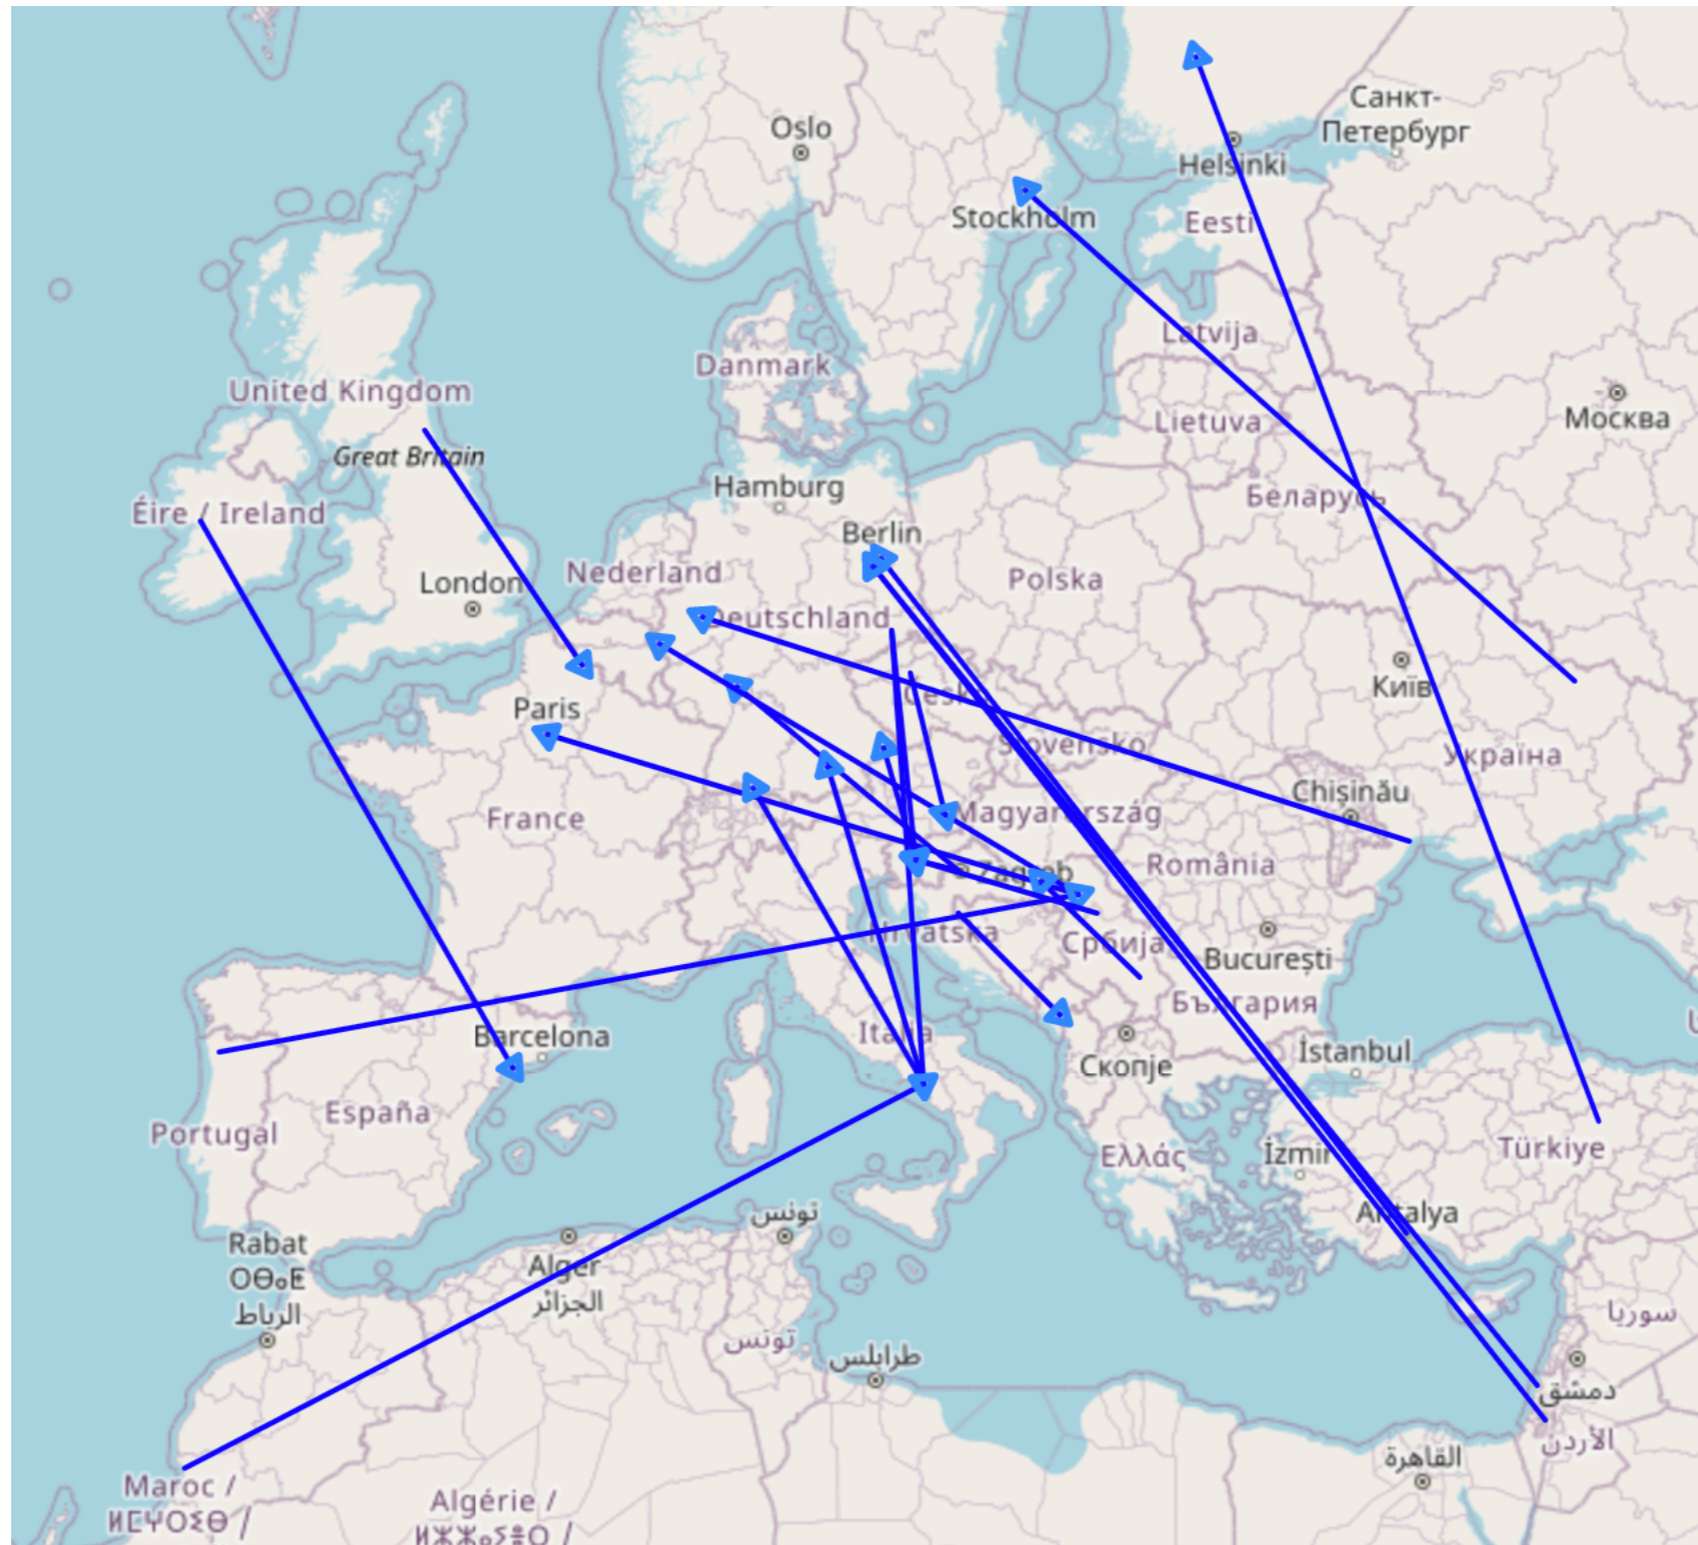 Oslo
Санкт-
Петербург
Helsinki
Stockholm
Eesti
Latvija
Danmark
United Kingdom
Москва
Lietuva
Great Britain
Беларусь
Hamburg
Éire / Ireland
Berlin
Nederland
Polska
London
Deutschland
Київ
Česko
Paris
Slovensko
Україна
Chișinău
France
Magyarország
România
Zagreb
Hrvatska
Србија
București
България
Italia
Barcelona
Скопје
İstanbul
España
Portugal
Ελλάς
İzmir
Türkiye
Antalya
تونس
Rabat
ⵔⴱⴰⵟ
الرباط
Alger
الجزائر
سوريا
تونس
طرابلس
دمشق
الأردن
القاهرة
Maroc /
Algérie /